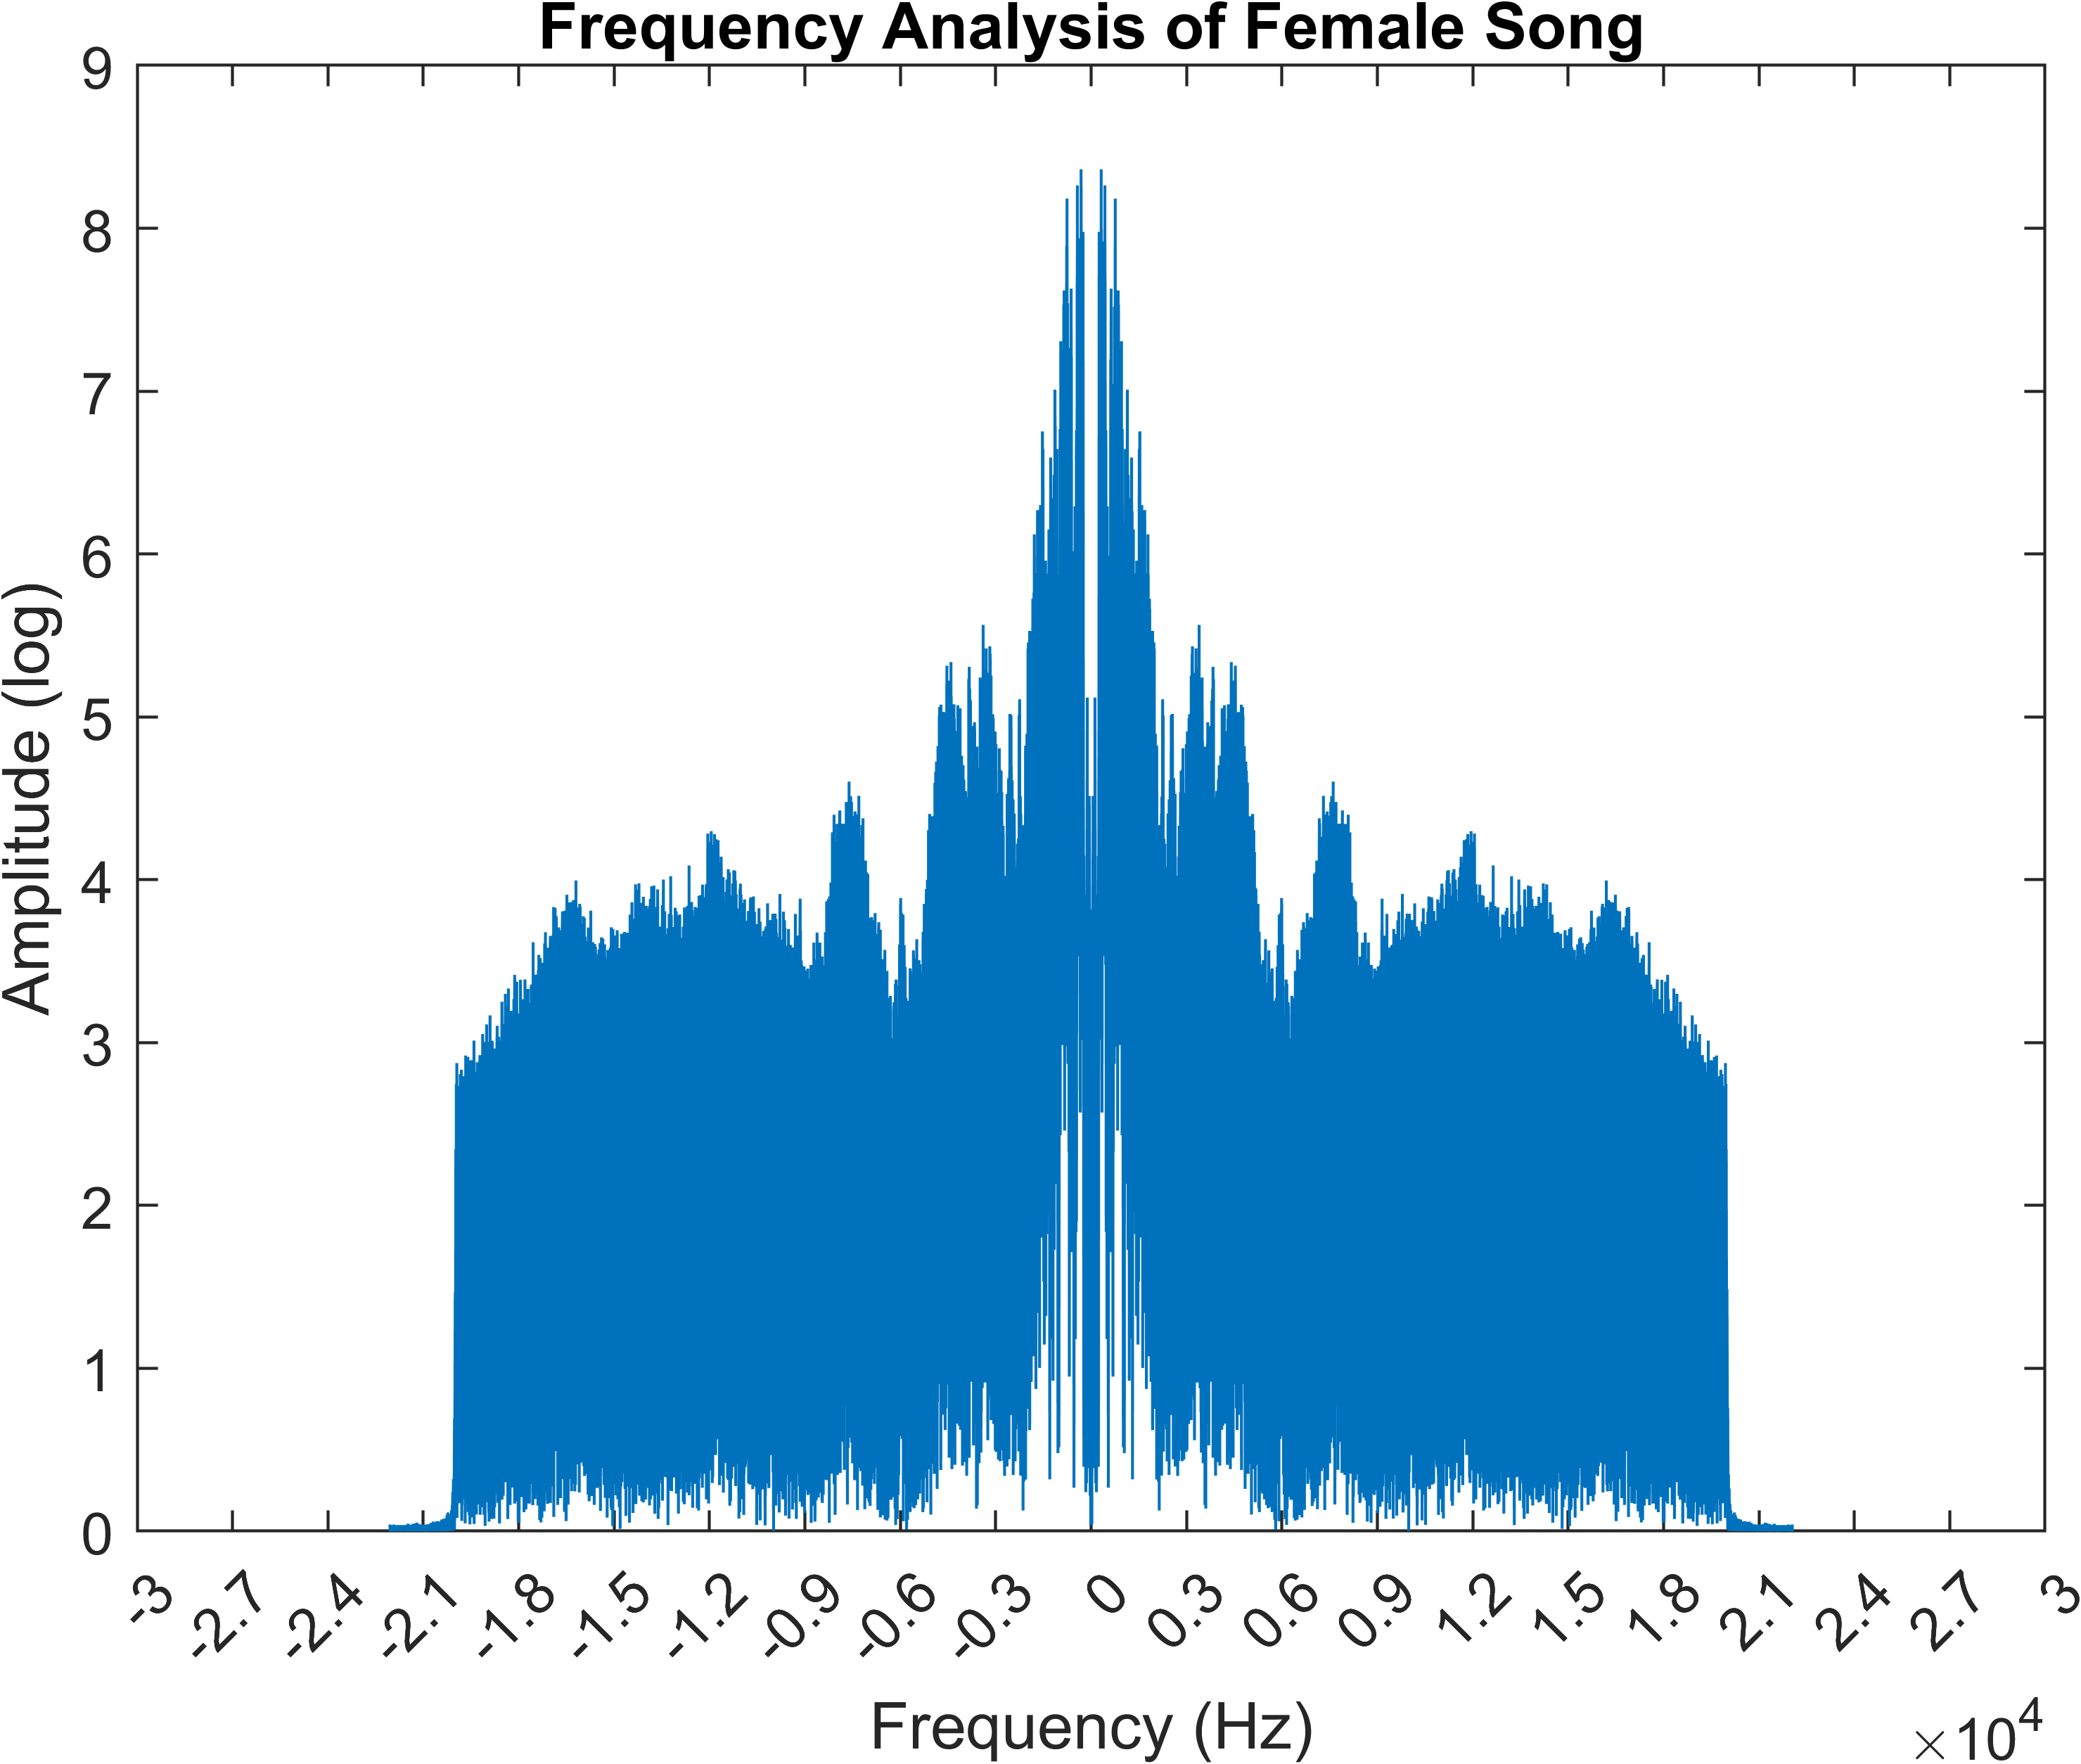 Frequency Analysis of Female Song
9
8
7
6
5
4
3
2
1
0
Amplitude (log)
-3 -2.7 -2.4 -2.1 -1.8 -1.5 -1.2 -0.9 -0.6 -0.3 0 0.3 0.6 0.9 1.2 1.5 1.8 2.1 2.4 2.7 3
Frequency (Hz)
×10⁴